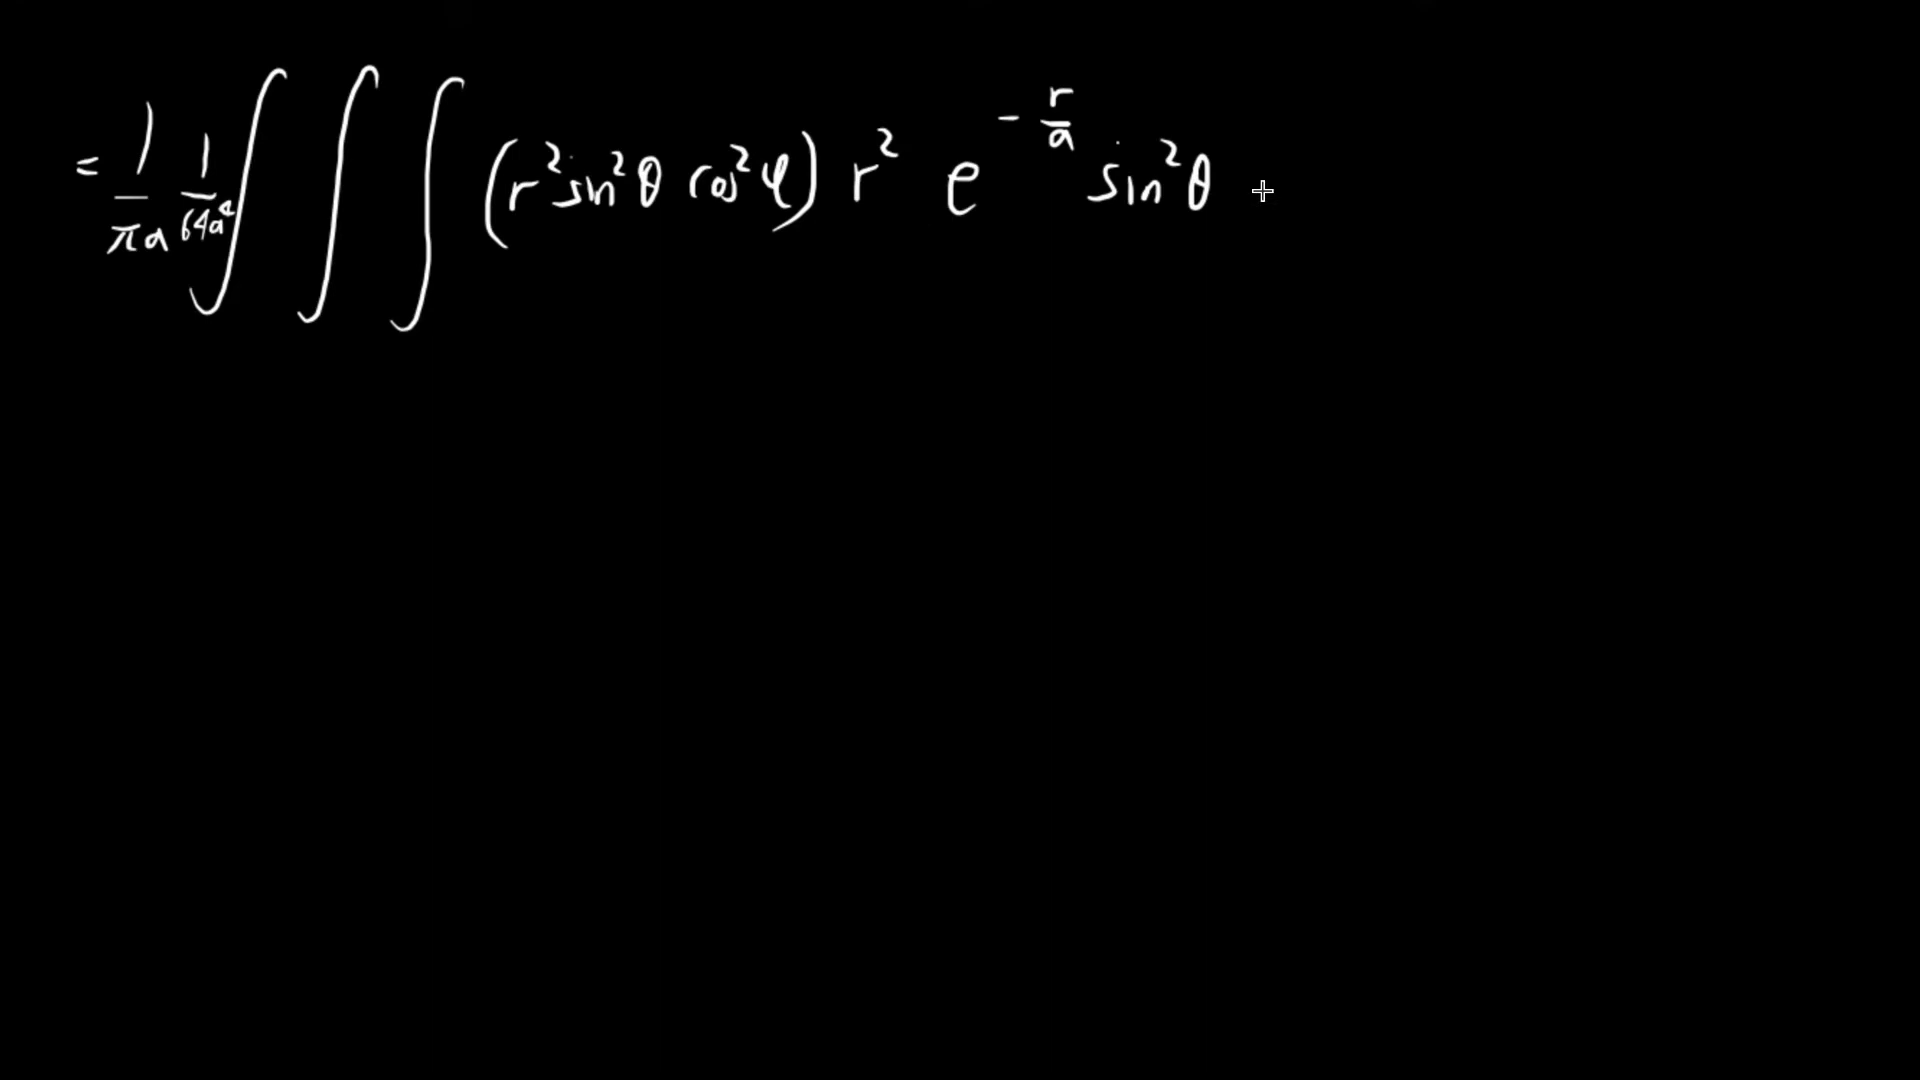 = 1/πa 1/64a⁴ ∫∫∫ (r² sin²θ cos²φ) r² e^(-r/a) sin²θ